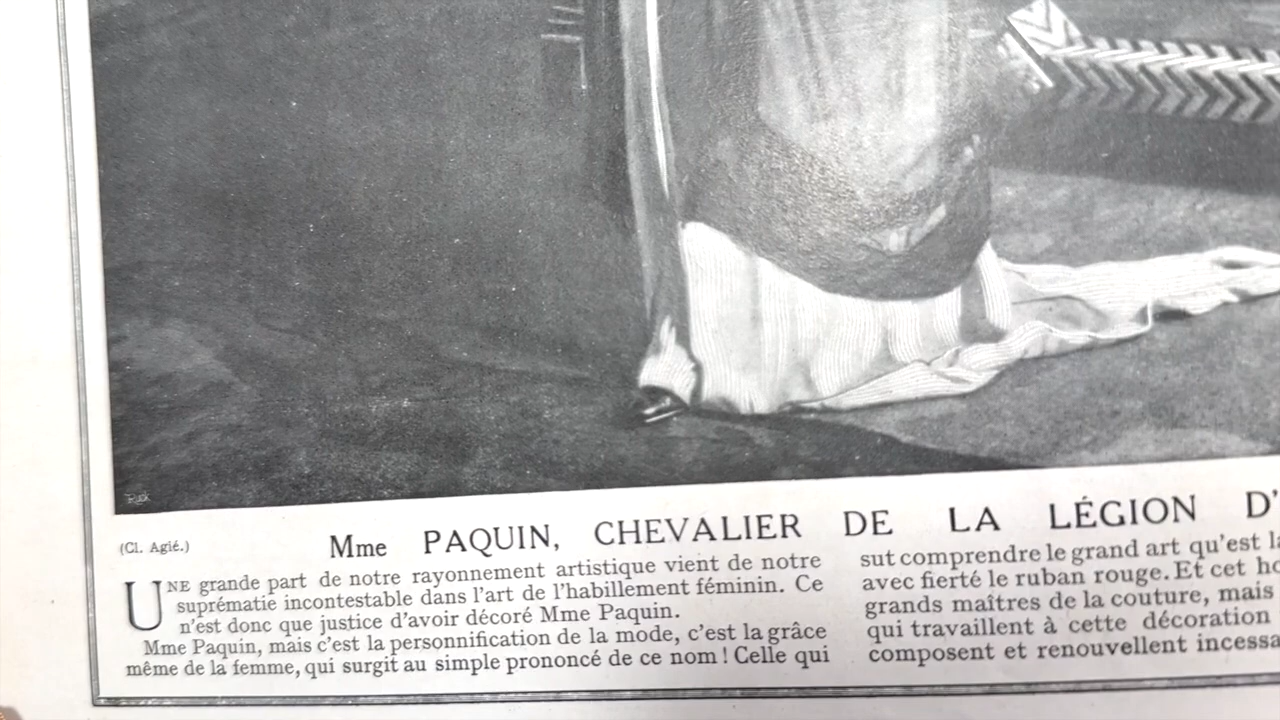 (Cl. Agié.)
Mme PAQUIN, CHEVALIER DE LA LÉGION D'
UNE grande part de notre rayonnement artistique vient de notre
suprématie incontestable dans l'art de l'habillement féminin. Ce
n'est donc que justice d'avoir décoré Mme Paquin.
Mme Paquin, mais c'est la personnification de la mode, c'est la grâce
même de la femme, qui surgit au simple prononcé de ce nom ! Celle qui
sut comprendre le grand art qu'est
avec fierté le ruban rouge. Et cet
grands maîtres de la couture, mais
qui travaillent à cette décoration
composent et renouvellent